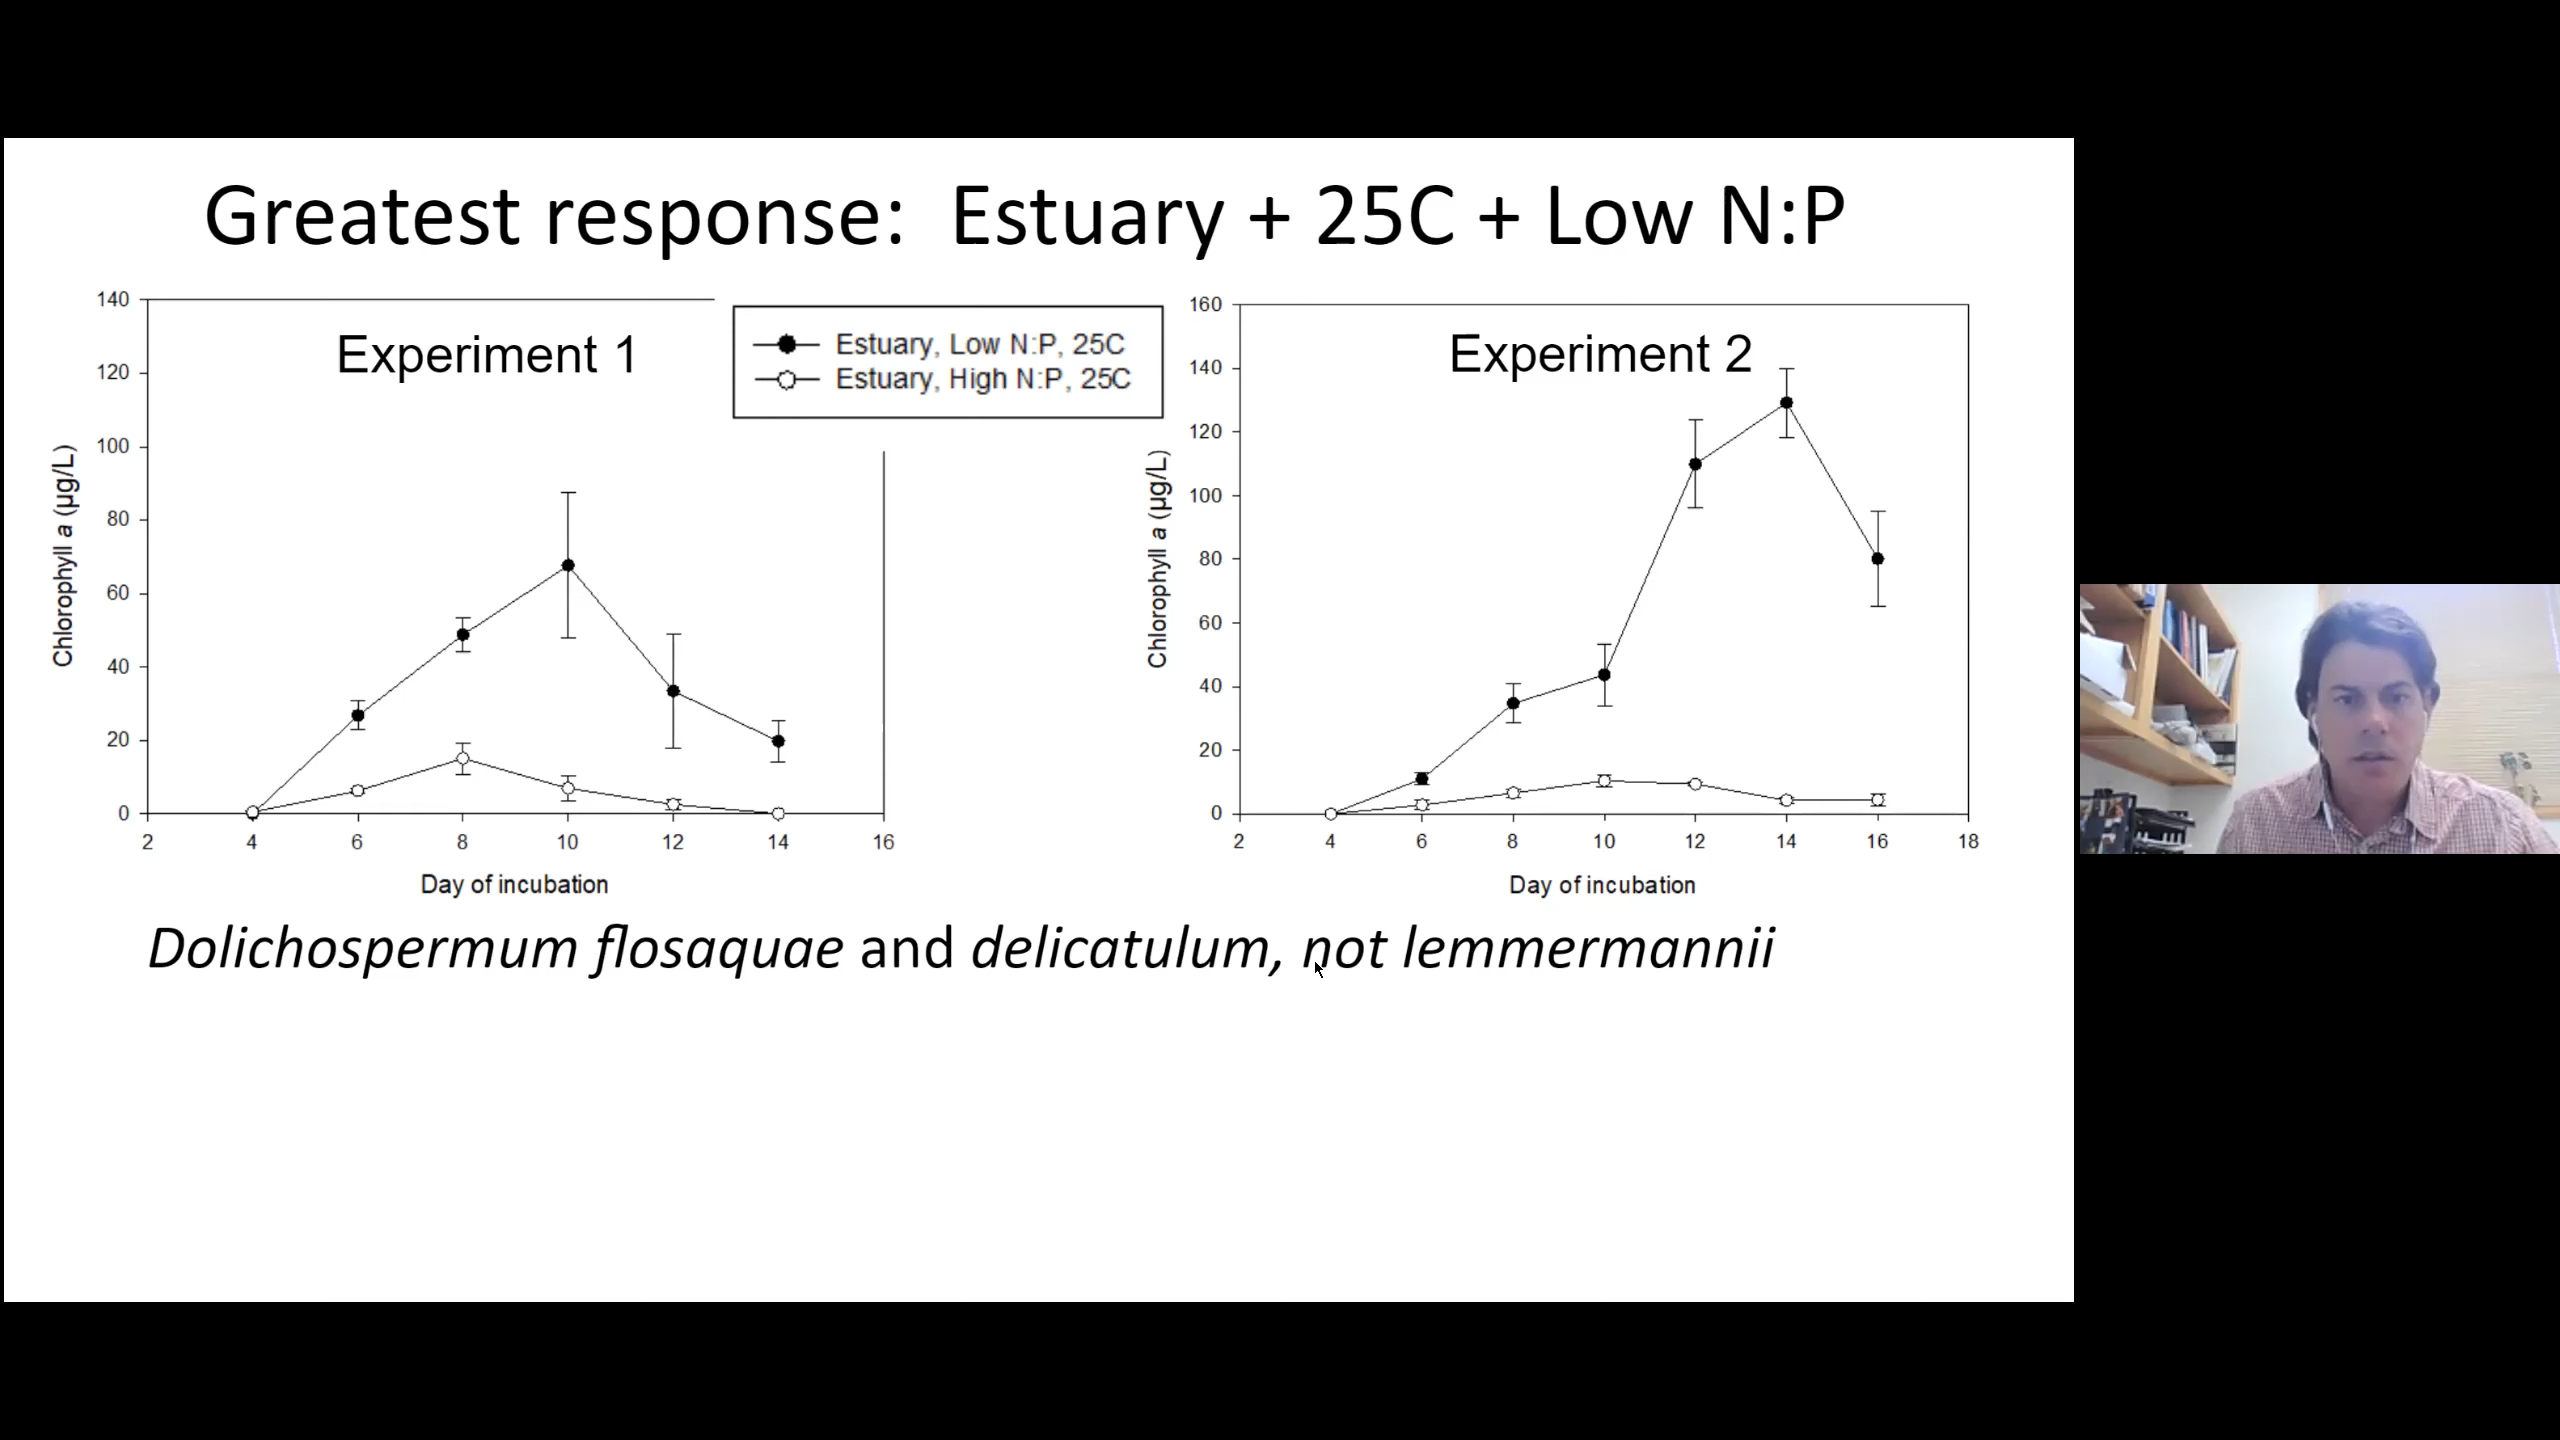 Greatest response: Estuary + 25C + Low N:P
Experiment 1
Estuary, Low N:P, 25C
Estuary, High N:P, 25C
140
120
100
80
60
40
20
0
Chlorophyll a (µg/L)
2 4 6 8 10 12 14 16
Day of incubation
Experiment 2
160
140
120
100
80
60
40
20
0
Chlorophyll a (µg/L)
2 4 6 8 10 12 14 16 18
Day of incubation
Dolichospermum flosaquae and delicatulum, not lemmermannii